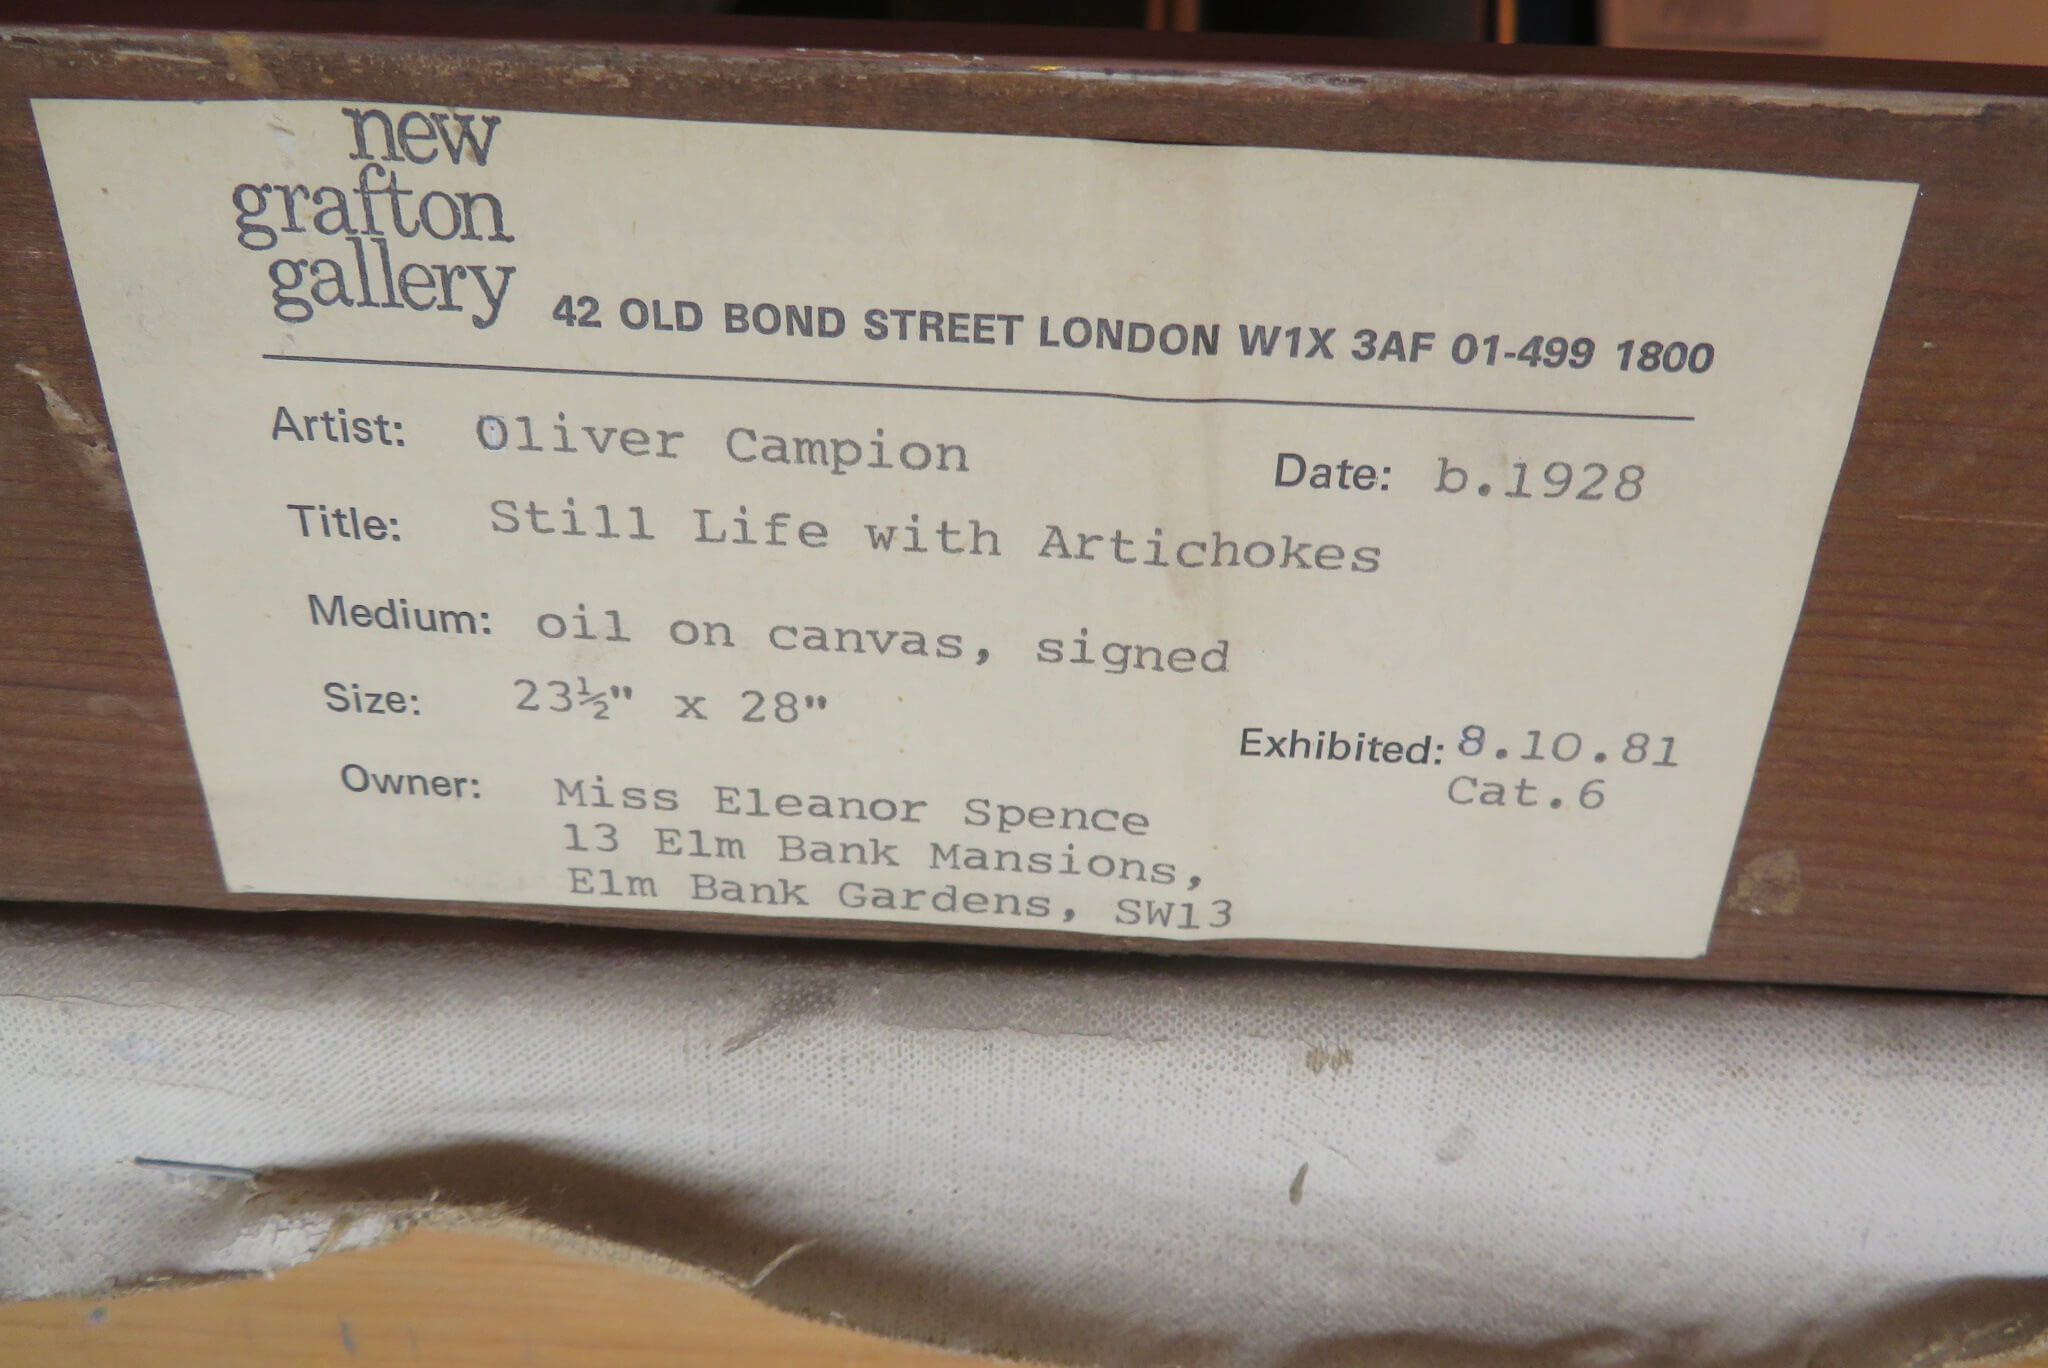 new
grafton
gallery
42 OLD BOND STREET LONDON W1X 3AF 01-499 1800
Artist: Oliver Campion Date: b.1928
Title: Still Life with Artichokes
Medium: oil on canvas, signed
Size: 23½" x 28"
Exhibited: 8.10.81
Cat.6
Owner: Miss Eleanor Spence
13 Elm Bank Mansions,
Elm Bank Gardens, SW13